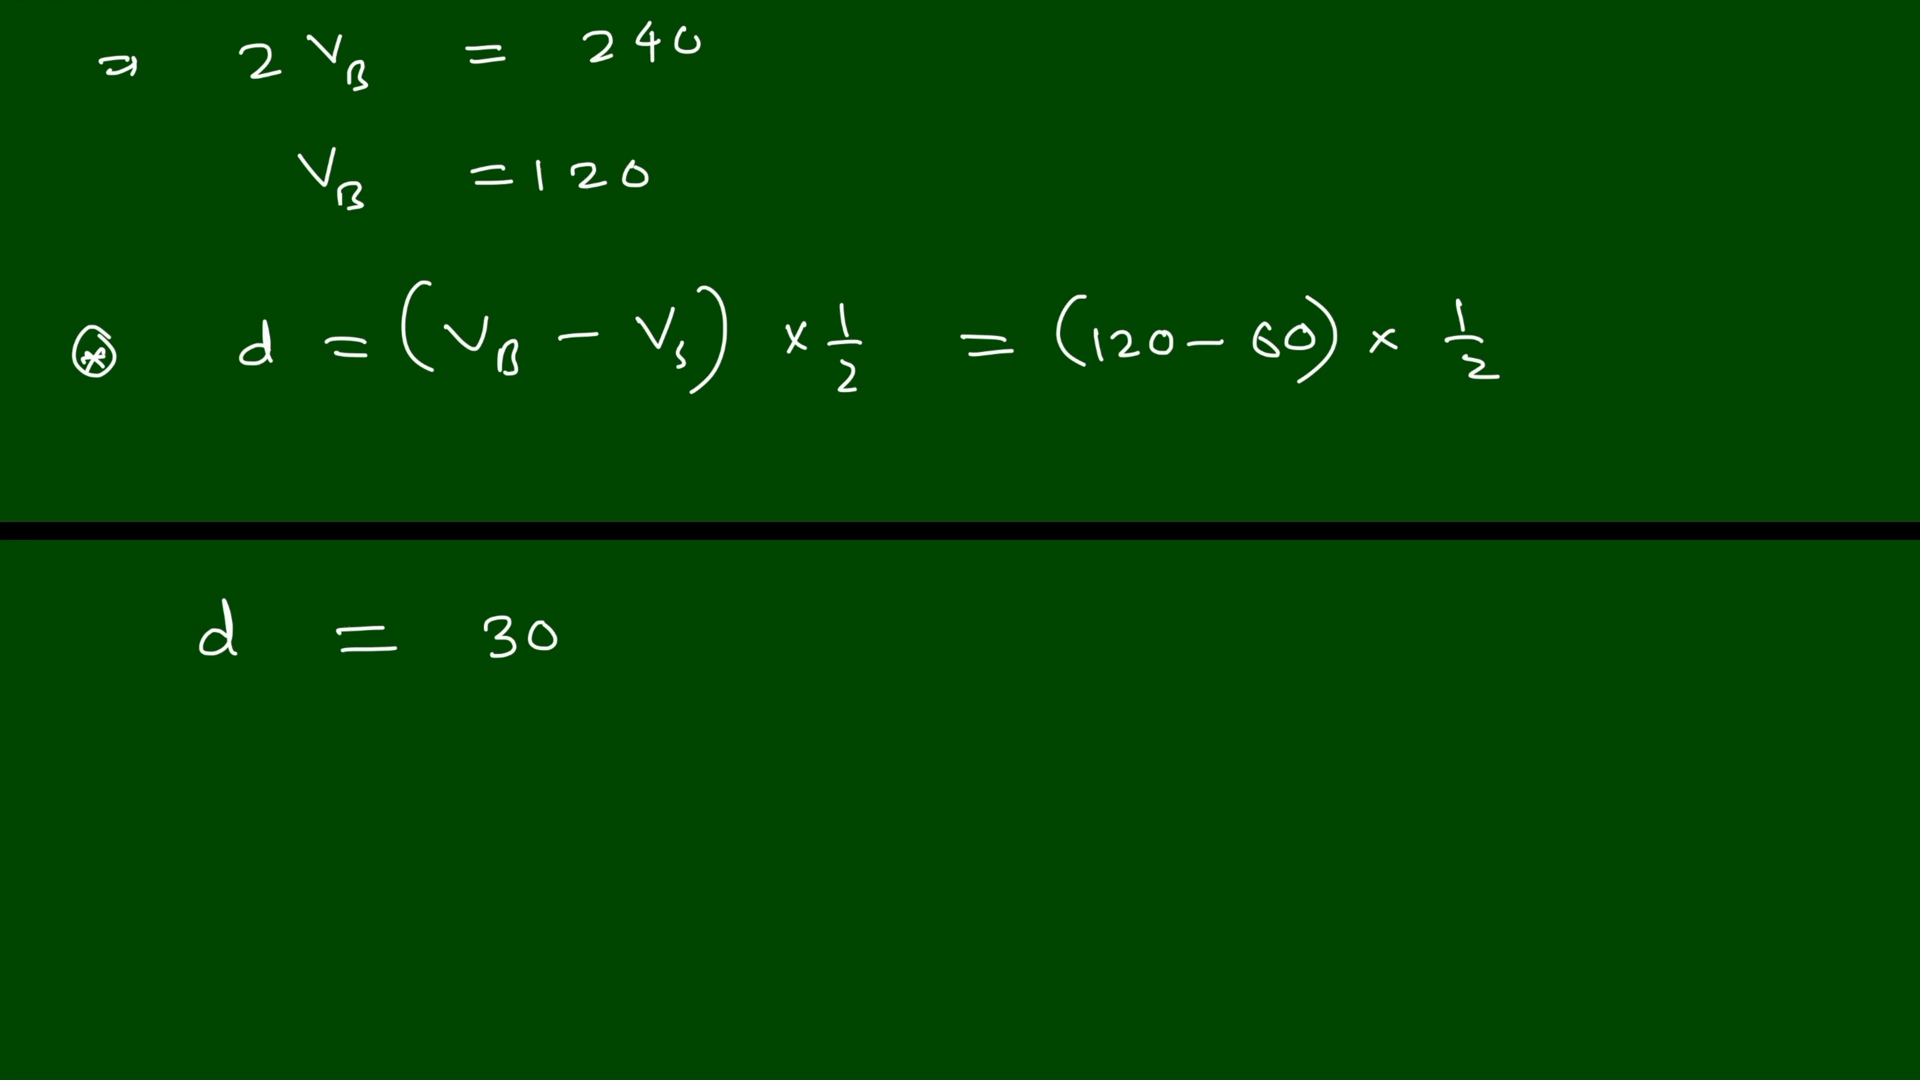 ⇒ 2 V_B = 240
V_B = 120
⊛ d = (V_B − V_s) × 1/2 = (120 − 60) × 1/2
d = 30